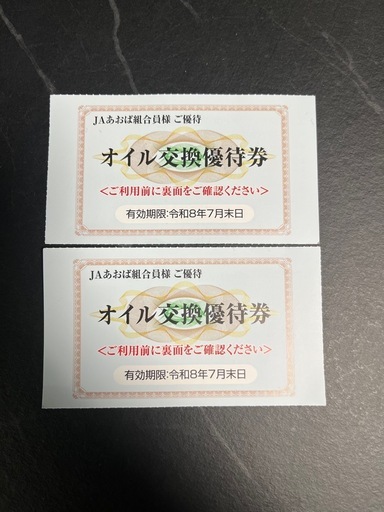 JAあおば組合員様 ご優待
オイル交換優待券
<ご利用前に裏面をご確認ください>
有効期限:令和8年7月末日
JAあおば組合員様 ご優待
オイル交換優待券
<ご利用前に裏面をご確認ください>
有効期限:令和8年7月末日